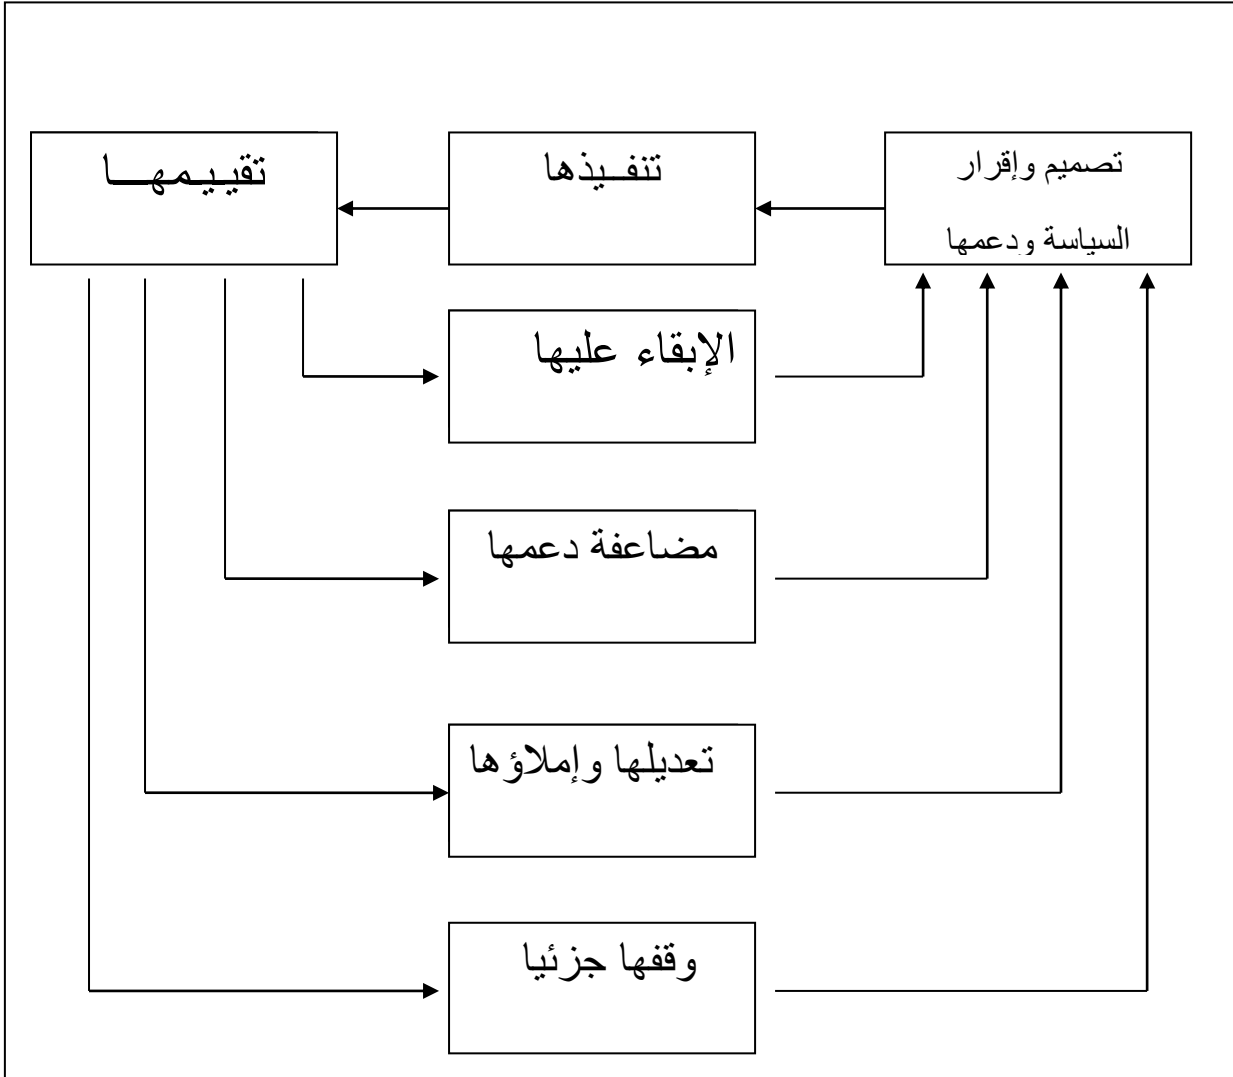 تصميم وإقرار
السياسة ودعمها
تنفيذها
تقييمها
الإبقاء عليها
مضاعفة دعمها
تعديلها وإملاؤها
وقفها جزئيا